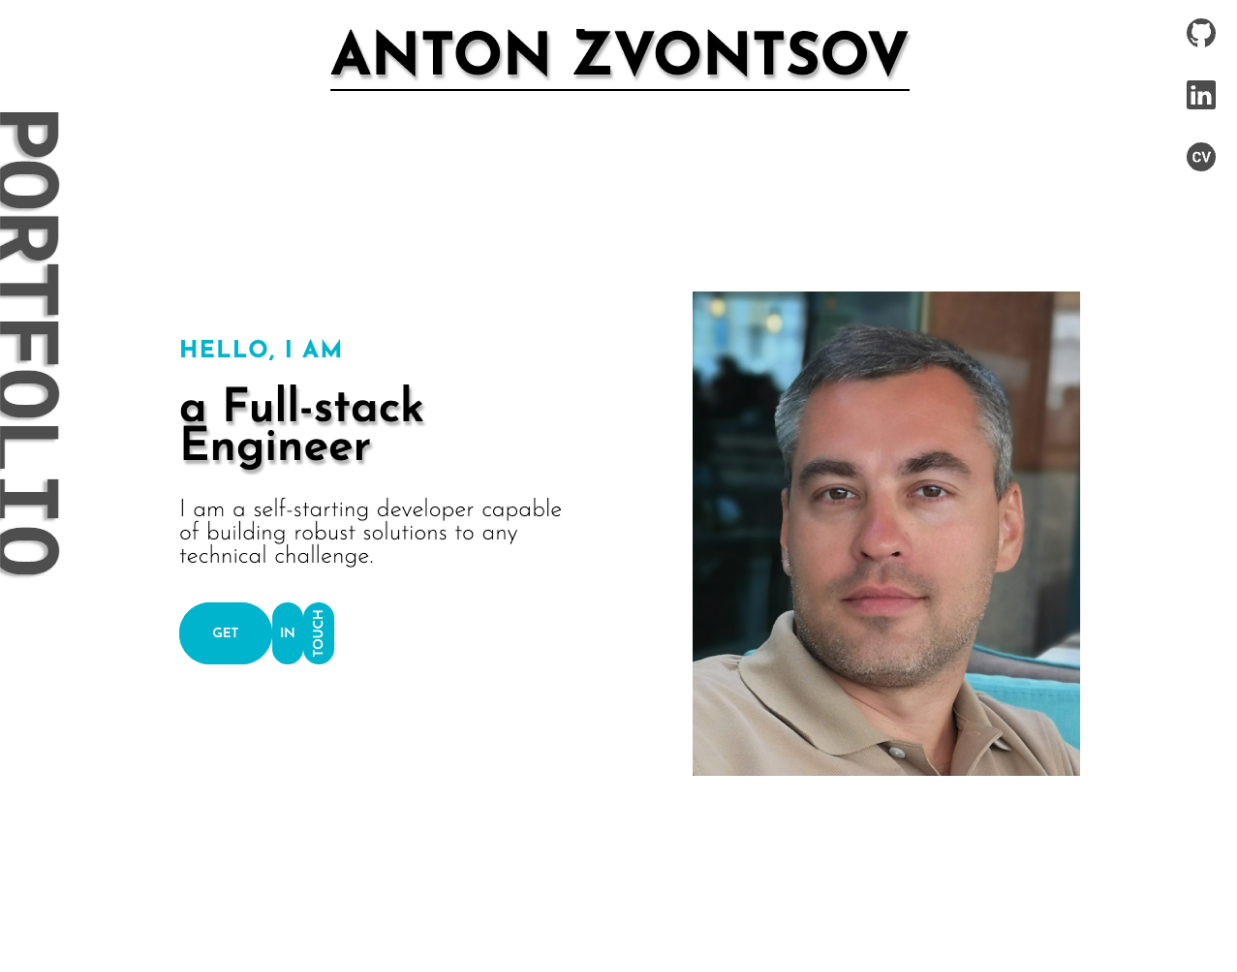 ANTON ZVONTSOV
in
CV
PORTFOLIO
HELLO, I AM
a Full-stack
Engineer
I am a self-starting developer capable
of building robust solutions to any
technical challenge.
GET IN TOUCH